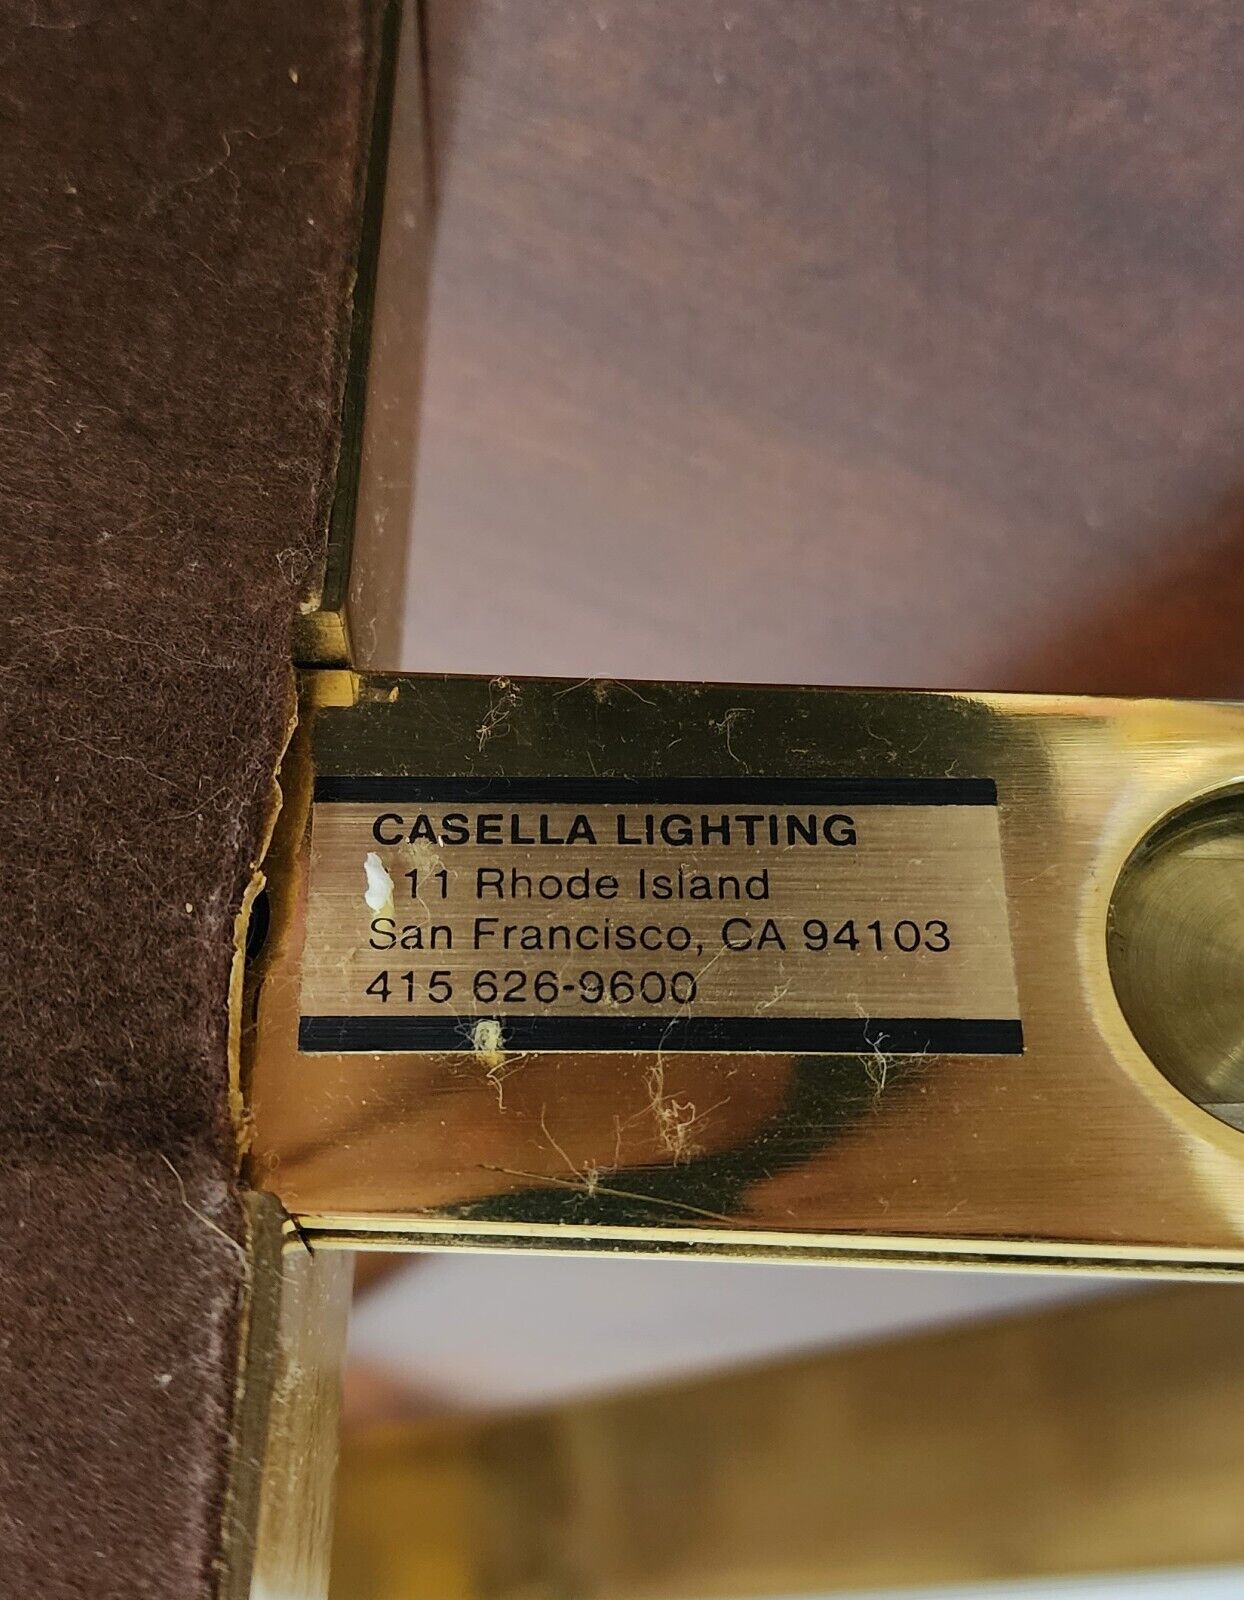 CASELLA LIGHTING
11 Rhode Island
San Francisco, CA 94103
415 626-9600